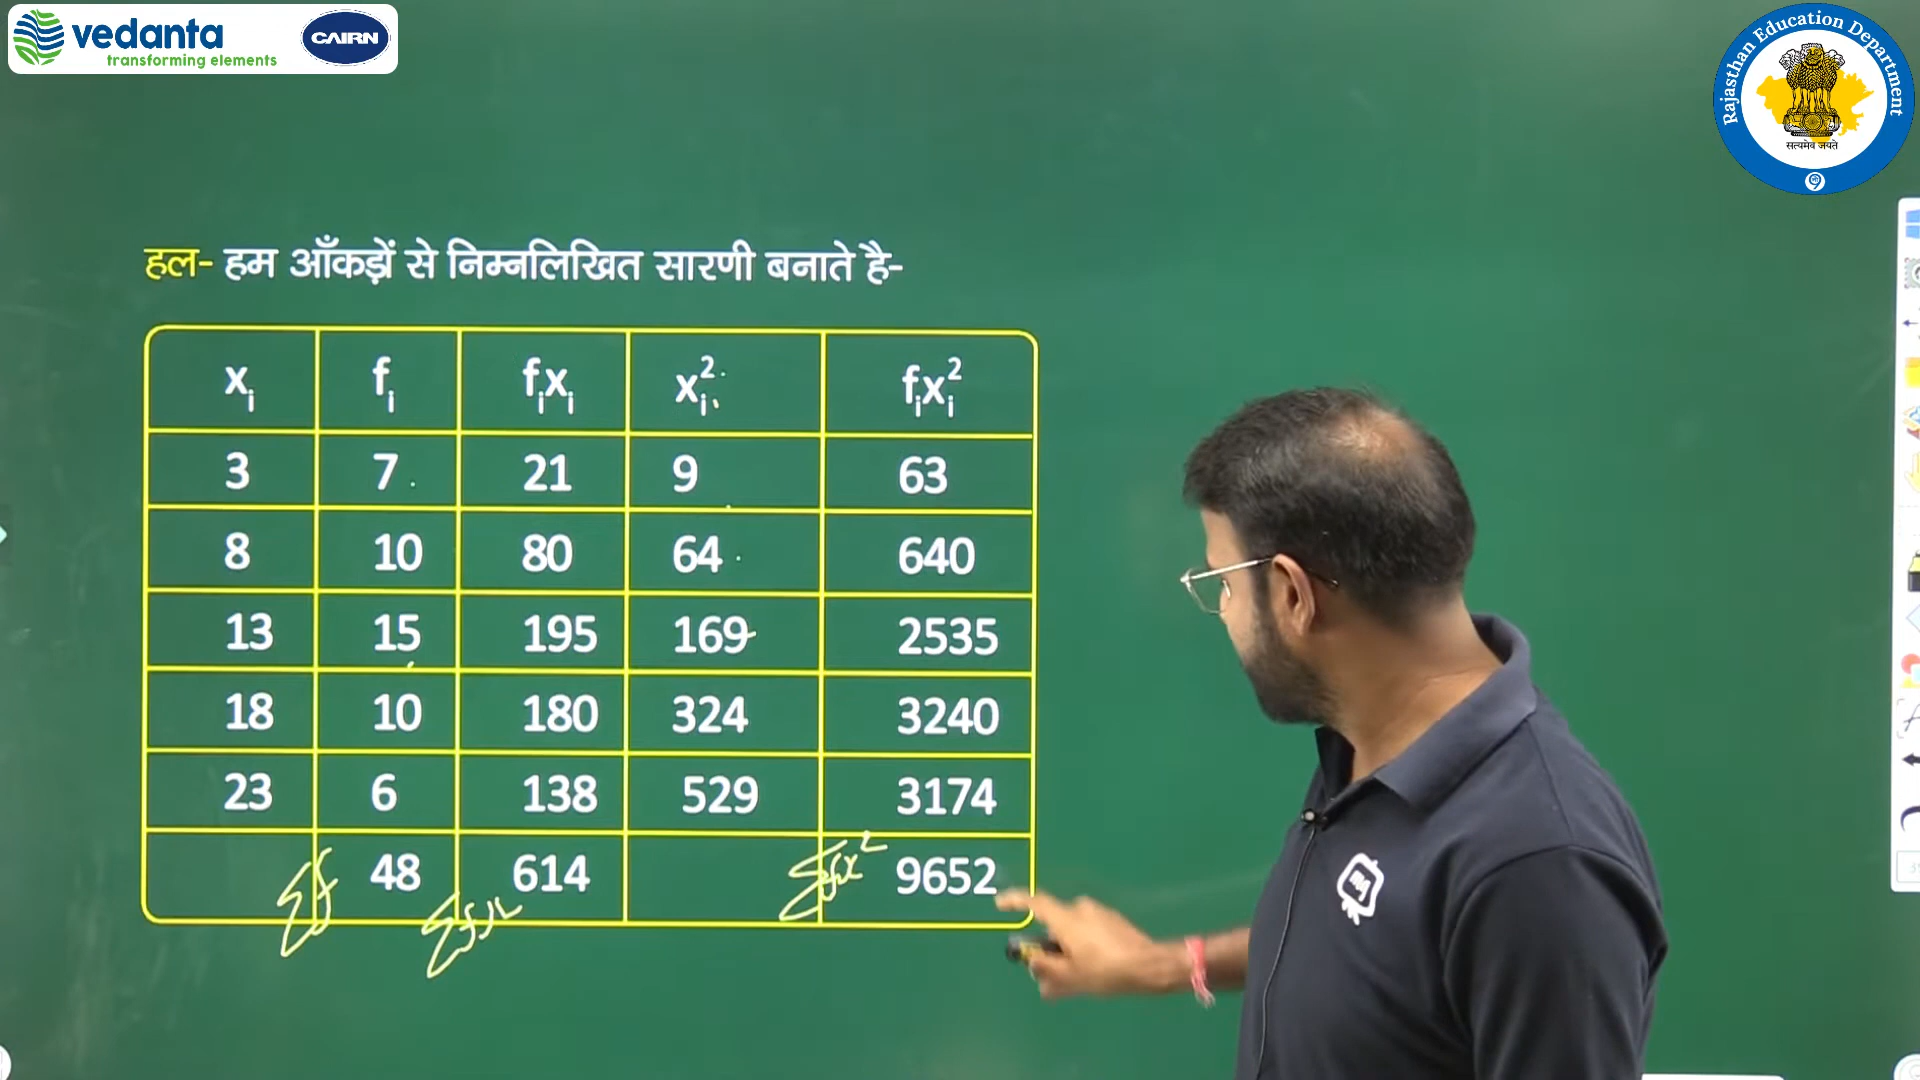 vedanta
transforming elements
CAIRN
Rajasthan Education Department
सत्यमेव जयते
हल- हम आँकड़ों से निम्नलिखित सारणी बनाते है-
xᵢ fᵢ fᵢxᵢ xᵢ² fᵢxᵢ²
3 7 21 9 63
8 10 80 64 640
13 15 195 169 2535
18 10 180 324 3240
23 6 138 529 3174
Σf 48 Σfx 614 Σfx² 9652